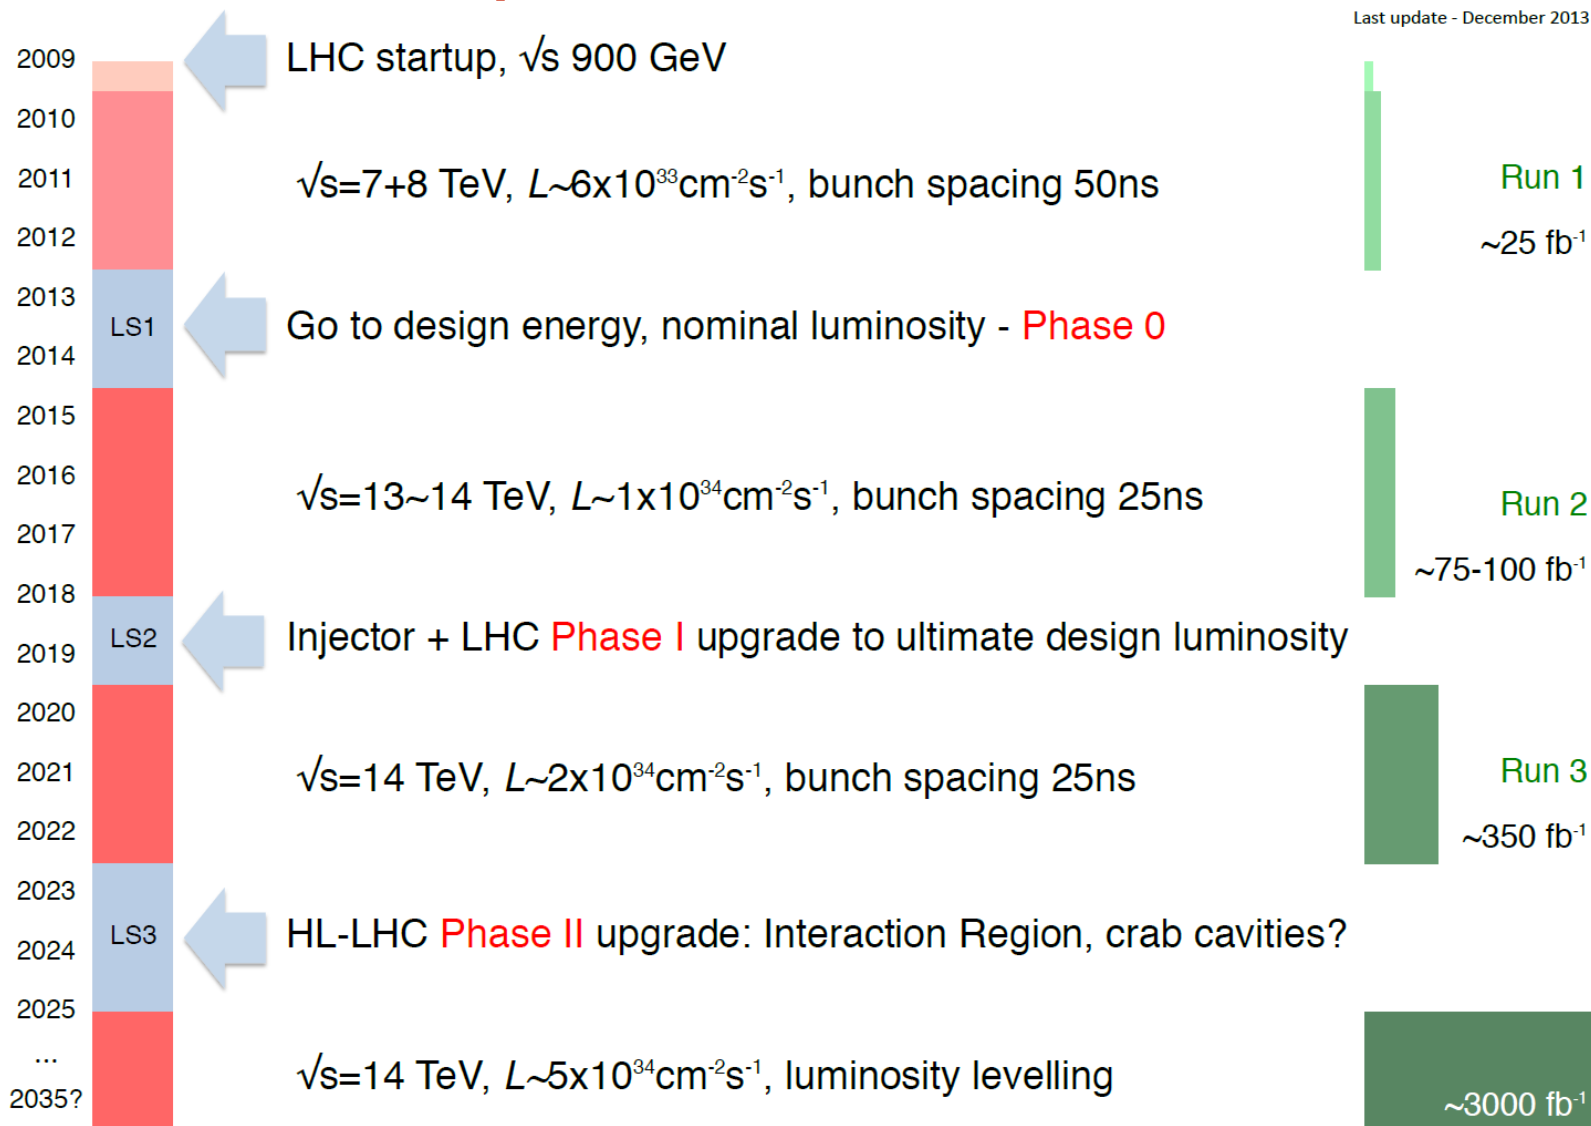 Last update - December 2013
2009
LHC startup, √s 900 GeV
2010
2011
√s=7+8 TeV, L~6x10³³cm⁻²s⁻¹, bunch spacing 50ns
Run 1
2012
~25 fb⁻¹
2013
LS1
Go to design energy, nominal luminosity - Phase 0
2014
2015
2016
√s=13~14 TeV, L~1x10³⁴cm⁻²s⁻¹, bunch spacing 25ns
Run 2
2017
~75-100 fb⁻¹
2018
LS2
Injector + LHC Phase I upgrade to ultimate design luminosity
2019
2020
2021
√s=14 TeV, L~2x10³⁴cm⁻²s⁻¹, bunch spacing 25ns
Run 3
2022
~350 fb⁻¹
2023
LS3
HL-LHC Phase II upgrade: Interaction Region, crab cavities?
2024
2025
...
√s=14 TeV, L~5x10³⁴cm⁻²s⁻¹, luminosity levelling
2035?
~3000 fb⁻¹